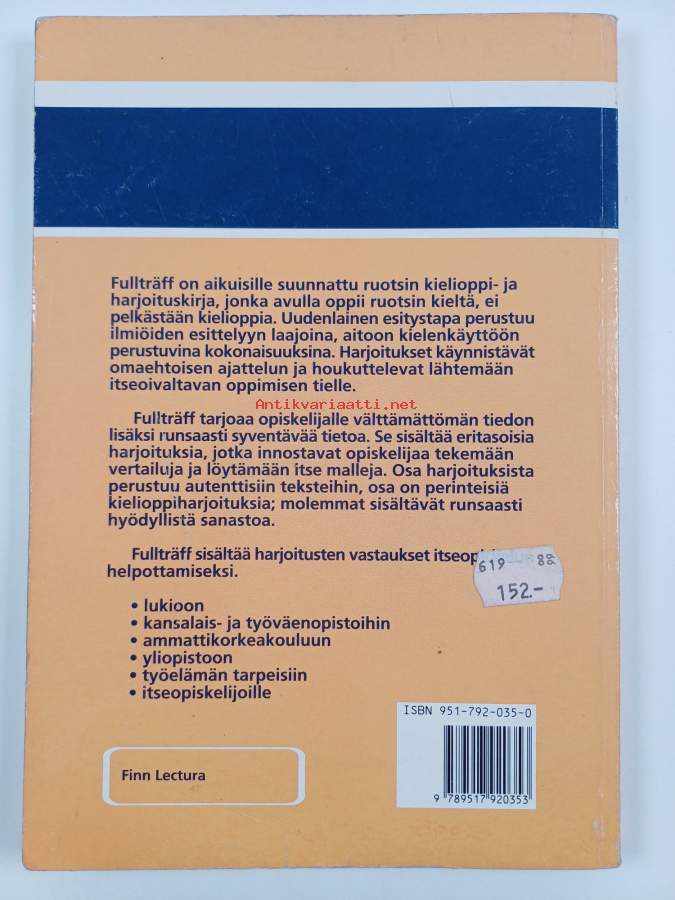 Fullträff on aikuisille suunnattu ruotsin kielioppi- ja
harjoituskirja, jonka avulla oppii ruotsin kieltä, ei
pelkästään kielioppia. Uudenlainen esitystapa perustuu
ilmiöiden esittelyyn laajoina, aitoon kielenkäyttöön
perustuvina kokonaisuuksina. Harjoitukset käynnistävät
omaehtoisen ajattelun ja houkuttelevat lähtemään
itseoivaltavan oppimisen tielle.
Antikvariaatti.net
Fullträff tarjoaa opiskelijalle välttämättömän tiedon
lisäksi runsaasti syventävää tietoa. Se sisältää eritasoisia
harjoituksia, jotka innostavat opiskelijaa tekemään
vertailuja ja löytämään itse malleja. Osa harjoituksista
perustuu autenttisiin teksteihin, osa on perinteisiä
kielioppiharjoituksia; molemmat sisältävät runsaasti
hyödyllistä sanastoa.
Fullträff sisältää harjoitusten vastaukset
helpottamiseksi.
619
152.-
• lukioon
• kansalais- ja työväenopistoihin
• ammattikorkeakouluun
• yliopistoon
• työelämän tarpeisiin
• itseopiskelijoille
ISBN 951-792-035-0
9 789517 920353
Finn Lectura